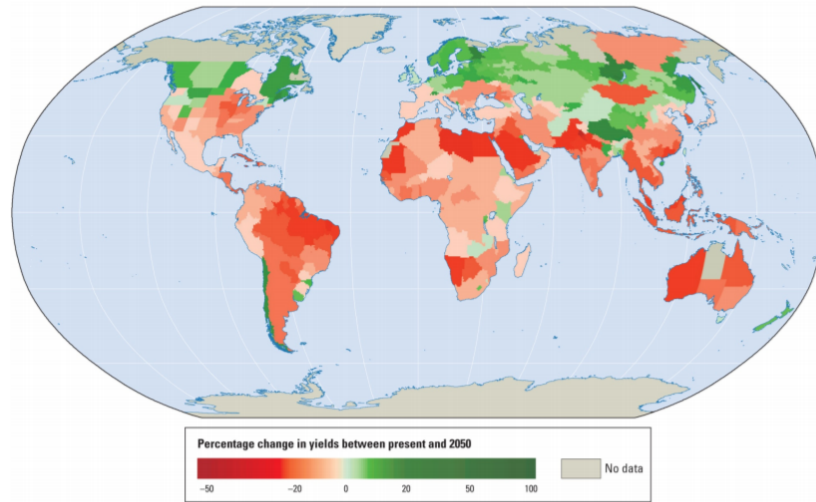 Percentage change in yields between present and 2050
No data
–50 –20 0 20 50 100